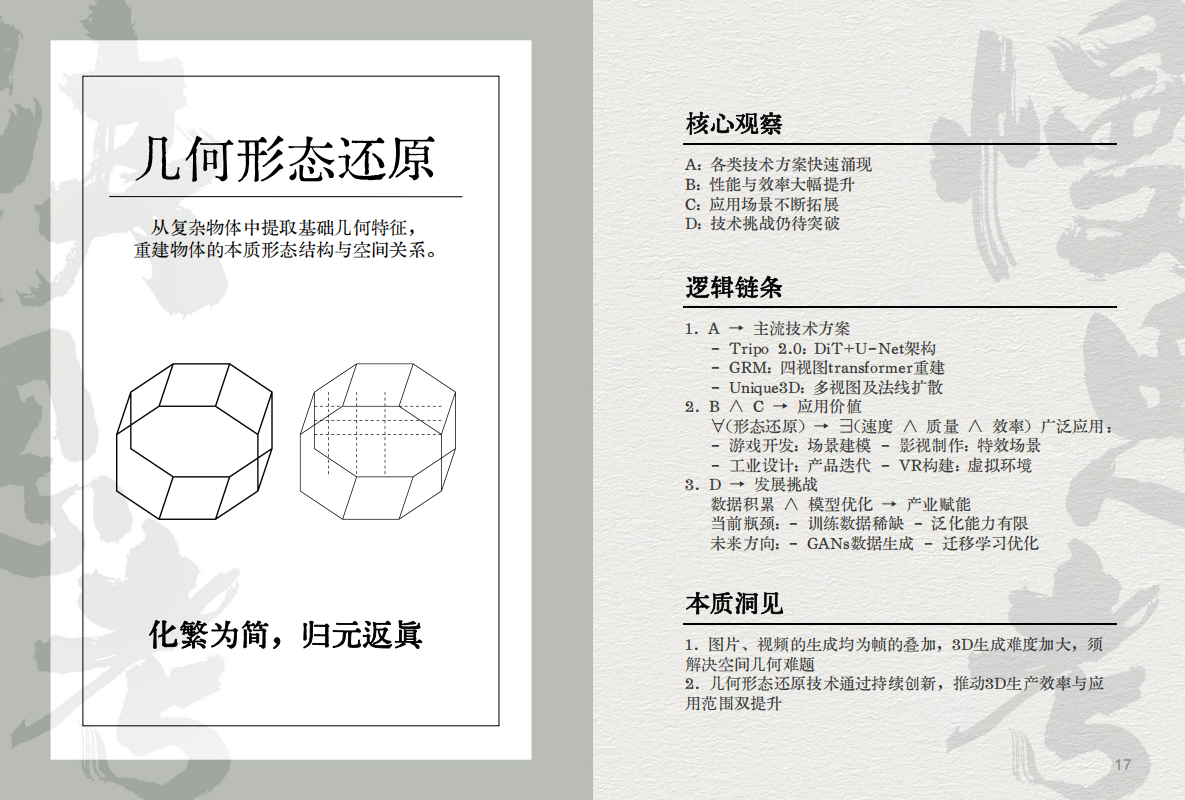 几何形态还原
从复杂物体中提取基础几何特征，
重建物体的本质形态结构与空间关系。
化繁为简，归元返真
核心观察
A: 各类技术方案快速涌现
B: 性能与效率大幅提升
C: 应用场景不断拓展
D: 技术挑战仍待突破
逻辑链条
1. A → 主流技术方案
- Tripo 2.0: DiT+U-Net架构
- GRM: 四视图transformer重建
- Unique3D: 多视图及法线扩散
2. B ∧ C → 应用价值
∀(形态还原) → ∃(速度 ∧ 质量 ∧ 效率) 广泛应用;
- 游戏开发: 场景建模 - 影视制作: 特效场景
- 工业设计: 产品迭代 - VR构建: 虚拟环境
3. D → 发展挑战
数据积累 ∧ 模型优化 → 产业赋能
当前瓶颈: - 训练数据稀缺 - 泛化能力有限
未来方向: - GANs数据生成 - 迁移学习优化
本质洞见
1. 图片、视频的生成均为帧的叠加，3D生成难度加大，须
解决空间几何难题
2. 几何形态还原技术通过持续创新，推动3D生产效率与应
用范围双提升
17